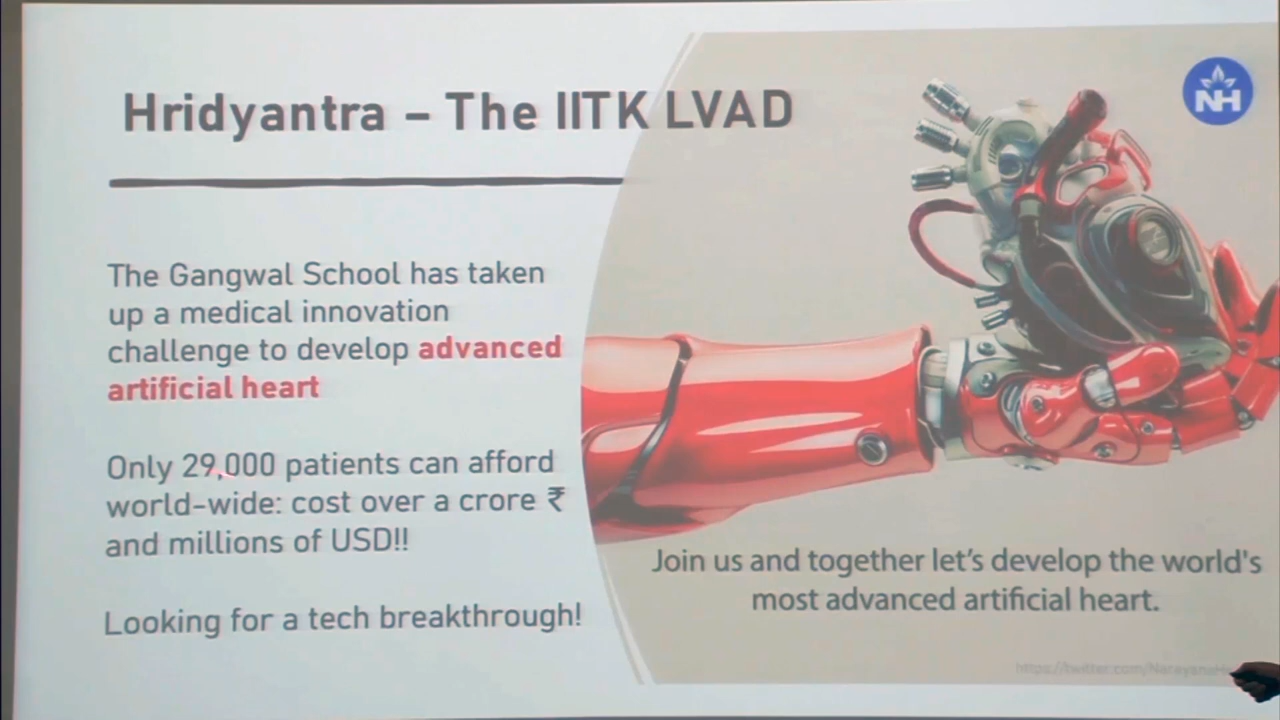 Hridyantra – The IITK LVAD
NH
The Gangwal School has taken
up a medical innovation
challenge to develop advanced
artificial heart
Only 29,000 patients can afford
world-wide: cost over a crore ₹
and millions of USD!!
Looking for a tech breakthrough!
Join us and together let's develop the world's
most advanced artificial heart.